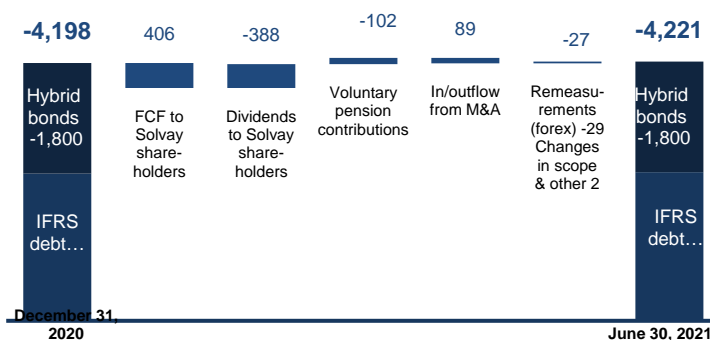 -4,198
406
-388
-102
89
-27
-4,221
Hybrid
bonds
-1,800
FCF to
Solvay
share-
holders
Dividends
to Solvay
share-
holders
Voluntary
pension
contributions
In/outflow
from M&A
Remeasu-
rements
(forex) -29
Changes
in scope
& other 2
Hybrid
bonds
-1,800
IFRS
debt…
IFRS
debt…
December 31,
2020
June 30, 2021